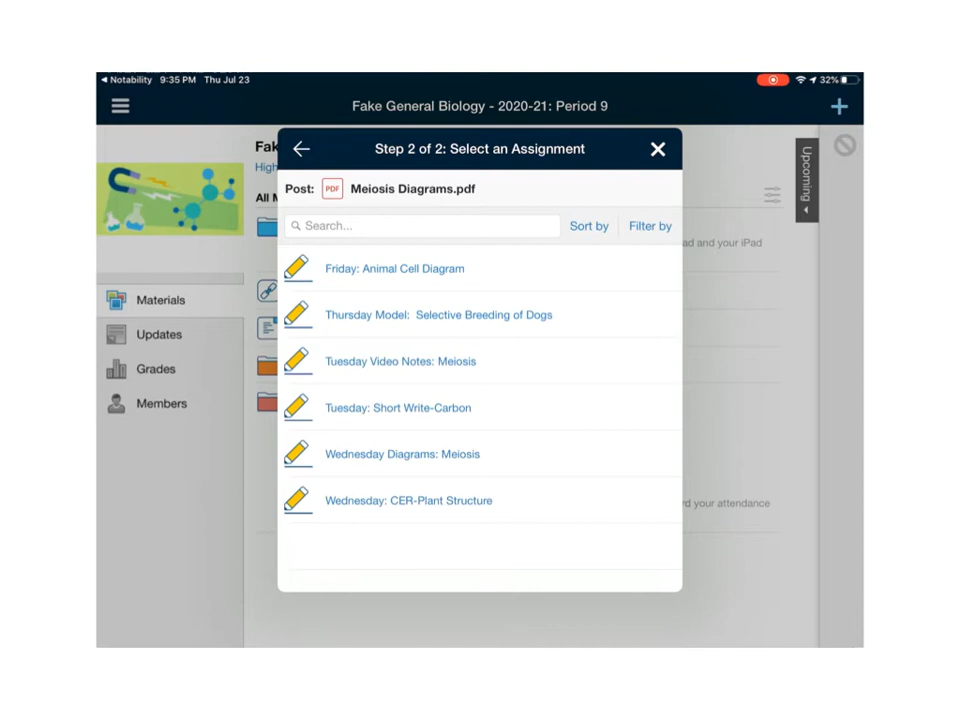 Notability 9:35 PM Thu Jul 23 32%
Fake General Biology - 2020-21: Period 9
Step 2 of 2: Select an Assignment
Post: PDF Meiosis Diagrams.pdf
Search... Sort by Filter by
Friday: Animal Cell Diagram
Thursday Model: Selective Breeding of Dogs
Tuesday Video Notes: Meiosis
Tuesday: Short Write-Carbon
Wednesday Diagrams: Meiosis
Wednesday: CER-Plant Structure
Fak
High
All M
Materials
Updates
Grades
Members
Upcoming
ad and your iPad
rd your attendance